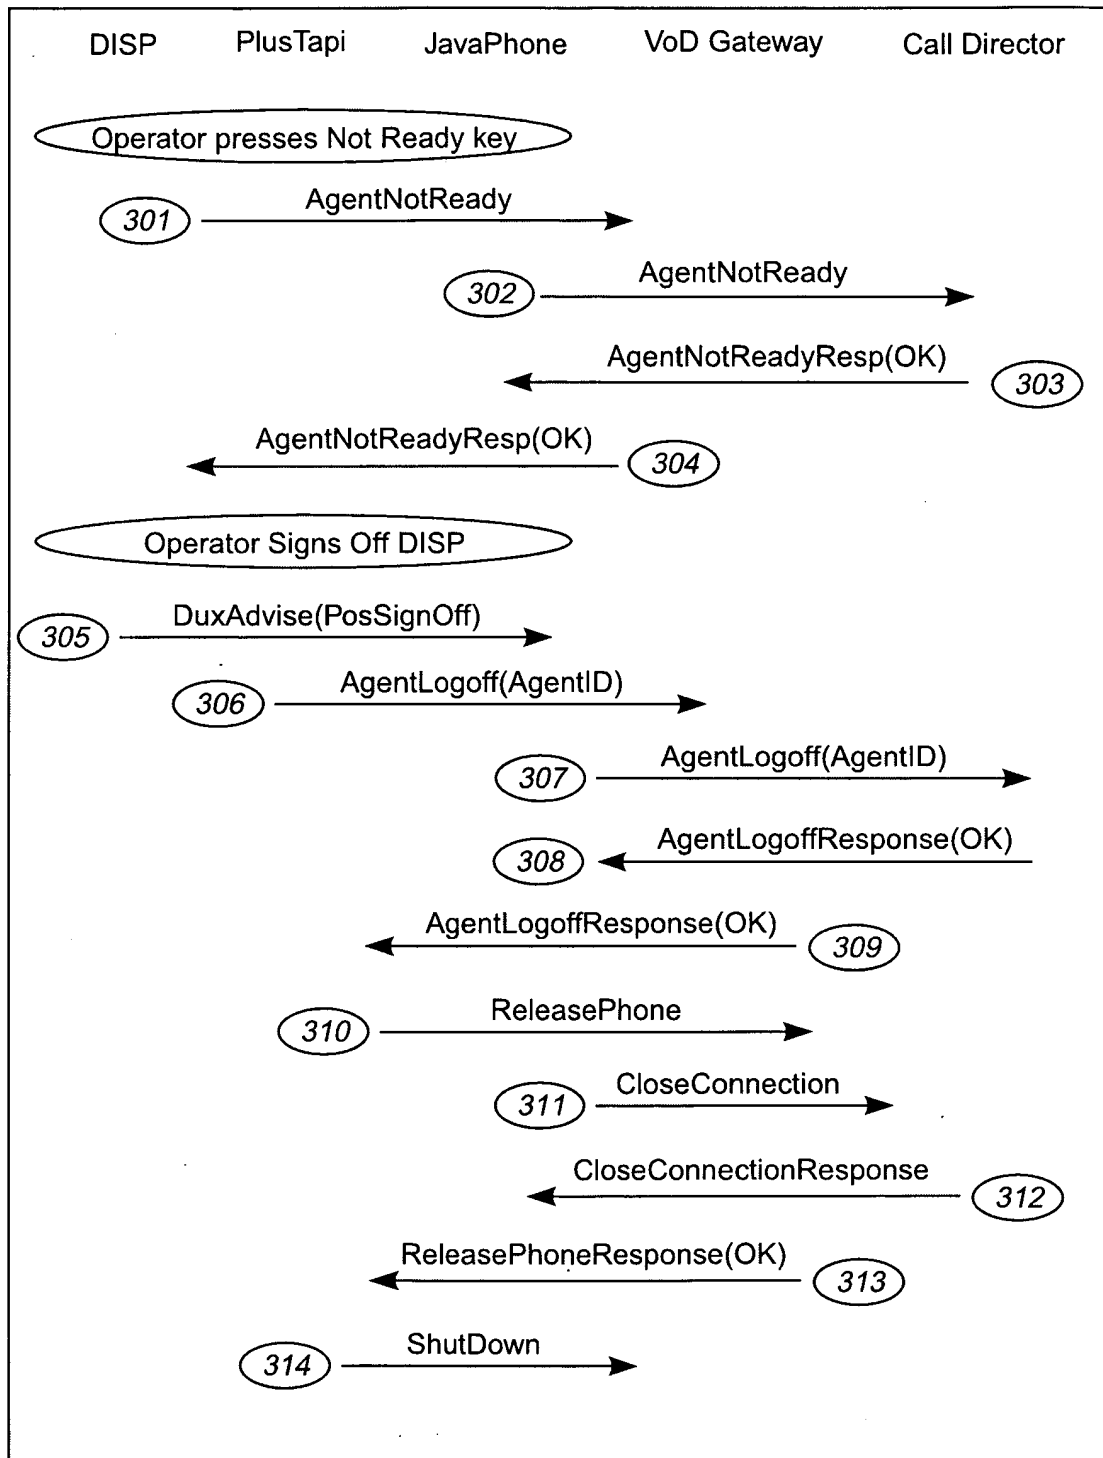 DISP PlusTapi JavaPhone VoD Gateway Call Director
Operator presses Not Ready key
301 AgentNotReady
302 AgentNotReady
AgentNotReadyResp(OK) 303
AgentNotReadyResp(OK) 304
Operator Signs Off DISP
305 DuxAdvise(PosSignOff)
306 AgentLogoff(AgentID)
307 AgentLogoff(AgentID)
308 AgentLogoffResponse(OK)
AgentLogoffResponse(OK) 309
310 ReleasePhone
311 CloseConnection
CloseConnectionResponse 312
ReleasePhoneResponse(OK) 313
314 ShutDown